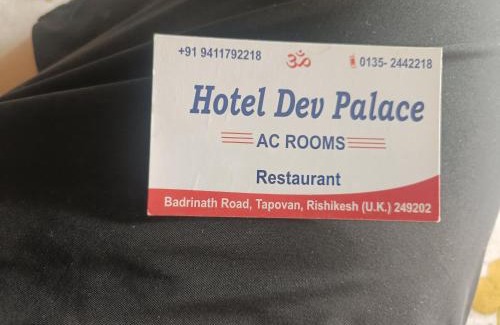 +91 9411792218 ॐ 0135- 2442218
Hotel Dev Palace
AC ROOMS
Restaurant
Badrinath Road, Tapovan, Rishikesh (U.K.) 249202